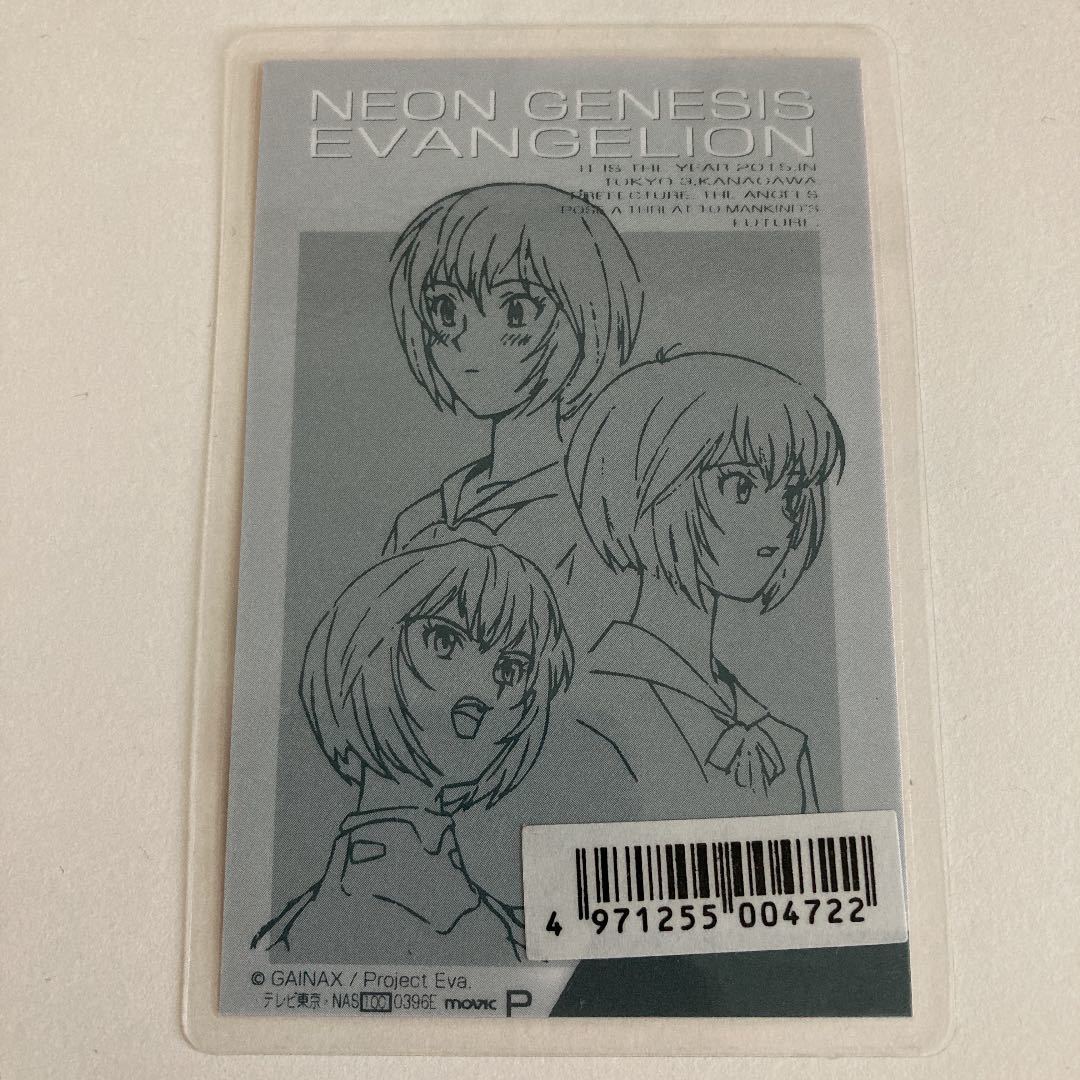 NEON GENESIS
EVANGELION
IT IS THE YEAR 2015.IN
TOKYO 3,KANAGAWA
PREFECTURE. THE ANGELS
POSE A THREAT TO MANKIND'S
FUTURE.
4 971255 004722
© GAINAX / Project Eva.
テレビ東京・NAS TOC 0396E movic P